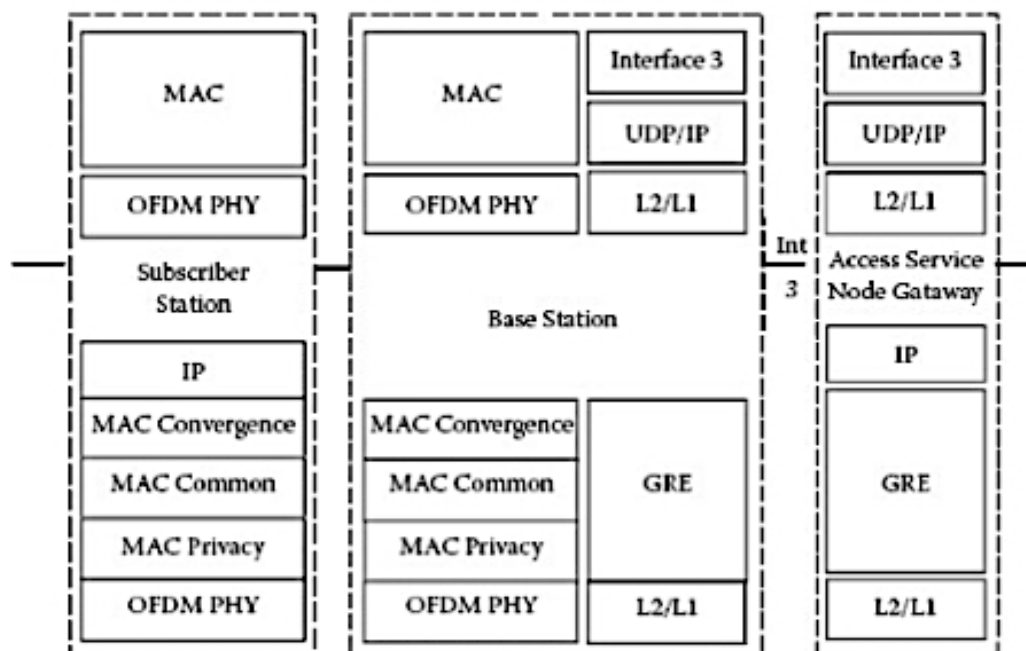 MAC
OFDM PHY
Subscriber
Station
IP
MAC Convergence
MAC Common
MAC Privacy
OFDM PHY
MAC
OFDM PHY
Interface 3
UDP/IP
L2/L1
Base Station
MAC Convergence
MAC Common
MAC Privacy
OFDM PHY
GRE
L2/L1
Int
3
Interface 3
UDP/IP
L2/L1
Access Service
Node Gataway
IP
GRE
L2/L1